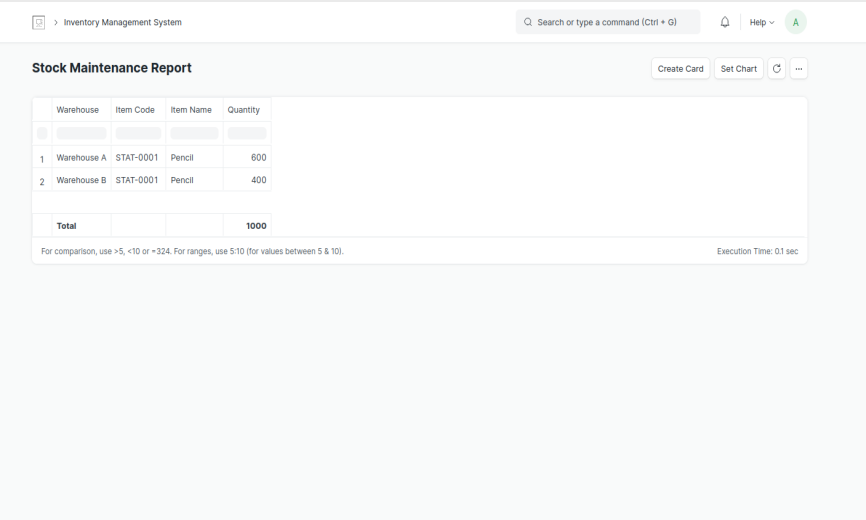 Inventory Management System
Search or type a command (Ctrl + G)
Help
A
Stock Maintenance Report
Create Card
Set Chart
...
Warehouse Item Code Item Name Quantity
1 Warehouse A STAT-0001 Pencil 600
2 Warehouse B STAT-0001 Pencil 400
Total 1000
For comparison, use >5, <10 or =324. For ranges, use 5:10 (for values between 5 & 10).
Execution Time: 0.1 sec